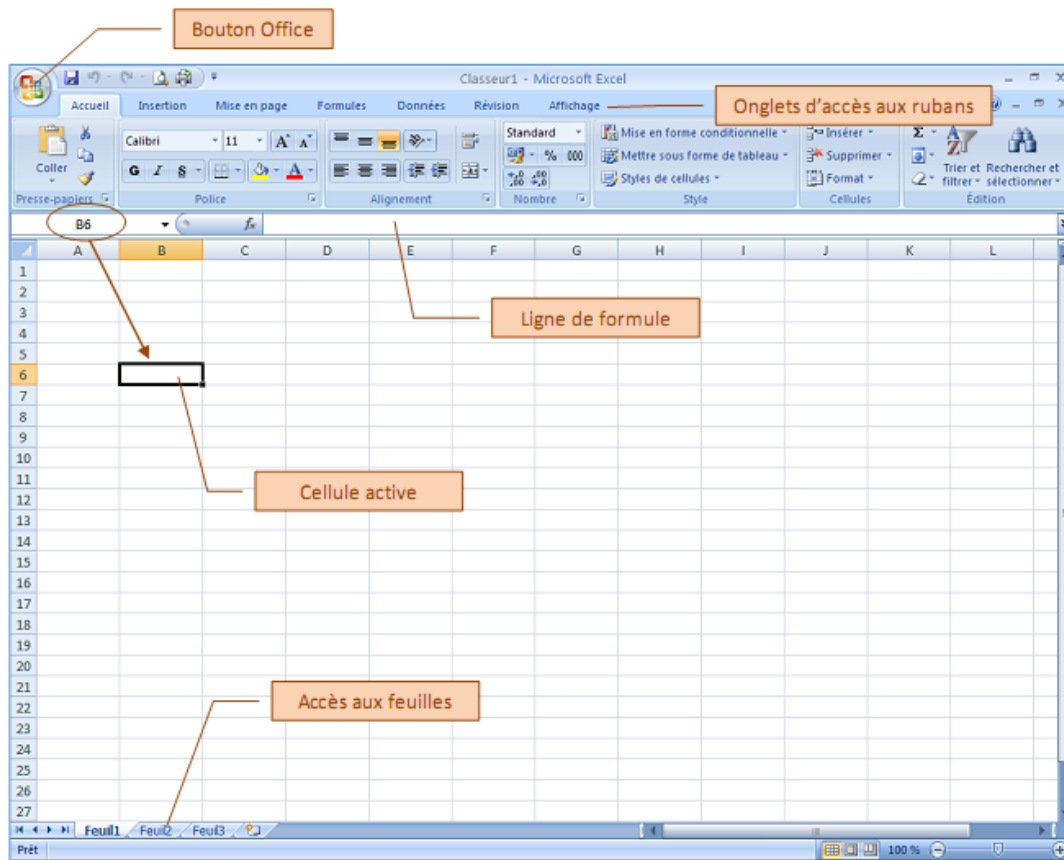 Bouton Office
Classeur1 - Microsoft Excel
Accueil Insertion Mise en page Formules Données Révision Affichage
Onglets d'accès aux rubans
Coller
Calibri 11
G I S
A A
A
Standard
% 000
Mise en forme conditionnelle
Mettre sous forme de tableau
Styles de cellules
Insérer
Supprimer
Format
Σ
Trier et filtrer
Rechercher et sélectionner
Presse-papiers Police Alignement Nombre Style Cellules Édition
B6 fx
A B C D E F G H I J K L
1
2
3
Ligne de formule
4
5
6
7
8
9
10
11
Cellule active
12
13
14
15
16
17
18
19
20
21
Accès aux feuilles
22
23
24
25
26
27
Feuil1 Feuil2 Feuil3
Prêt 100 %